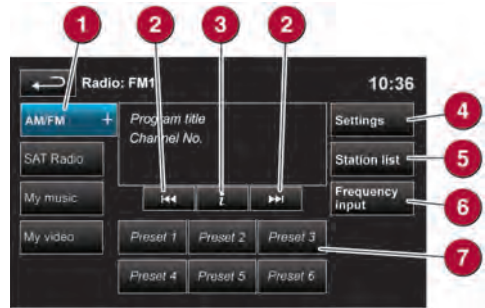 1 2 3 2
Radio: FM1 10:36
AM/FM +
Program title
Channel No.
Settings
4
SAT Radio
Station list
5
My music
i
Frequency
input
6
My video
Preset 1 Preset 2 Preset 3
7
Preset 4 Preset 5 Preset 6